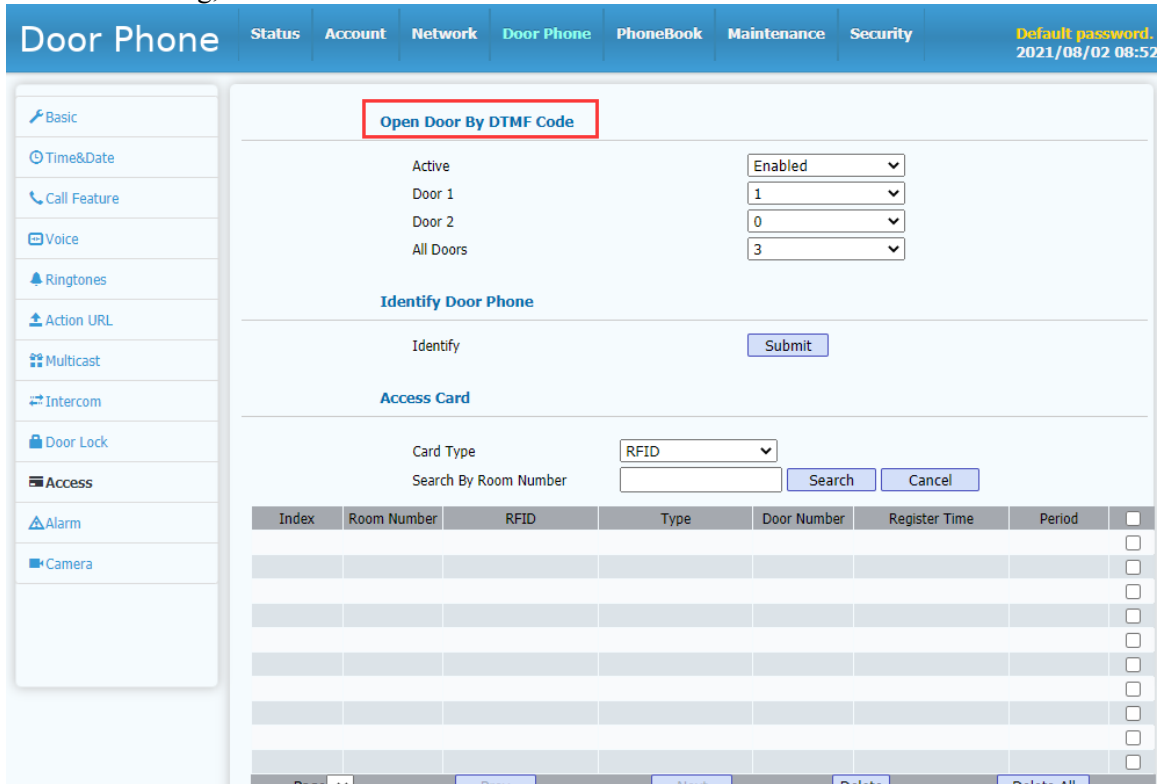 Door Phone
Status Account Network Door Phone PhoneBook Maintenance Security
Default password.
2021/08/02 08:52
Basic
Time&Date
Call Feature
Voice
Ringtones
Action URL
Multicast
Intercom
Door Lock
Access
Alarm
Camera
Open Door By DTMF Code
Active Enabled
Door 1 1
Door 2 0
All Doors 3
Identify Door Phone
Identify Submit
Access Card
Card Type RFID
Search By Room Number Search Cancel
Index Room Number RFID Type Door Number Register Time Period
Page Prev Next Delete Delete All